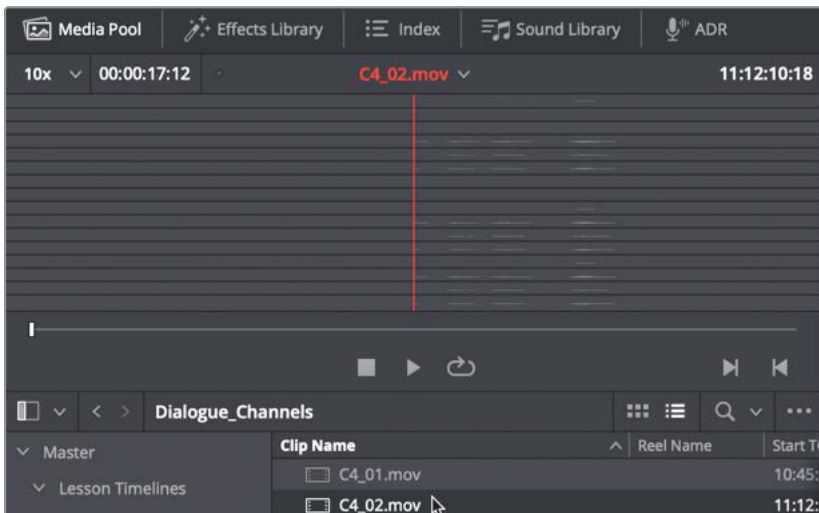 Media Pool Effects Library Index Sound Library ADR
10x 00:00:17:12 C4_02.mov 11:12:10:18
Dialogue_Channels
Master
Lesson Timelines
Clip Name Reel Name Start
C4_01.mov 10:45:
C4_02.mov 11:12: